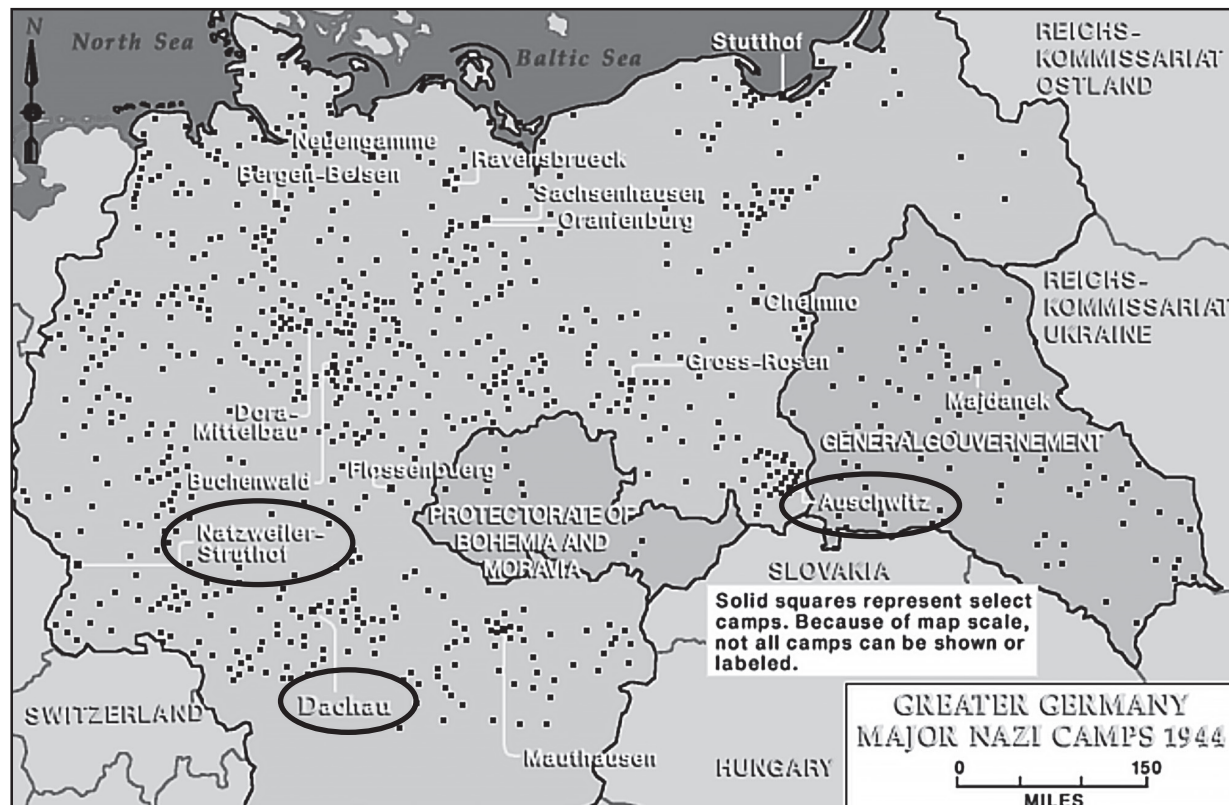 N
North Sea
Baltic Sea
Stutthof
REICHS-
KOMMISSARIAT
OSTLAND
Neuengamme
Bergen-Belsen
Ravensbrueck
Sachsenhausen
Oranienburg
REICHS-
KOMMISSARIAT
UKRAINE
Chelmno
Gross-Rosen
Majdanek
Dora-
Mittelbau
GENERALGOUVERNEMENT
Buchenwald
Flossenbuerg
Auschwitz
Natzweiler-
Struthof
PROTECTORATE OF
BOHEMIA AND
MORAVIA
SLOVAKIA
Solid squares represent select
camps. Because of map scale,
not all camps can be shown or
labeled.
Dachau
SWITZERLAND
Mauthausen
HUNGARY
GREATER GERMANY
MAJOR NAZI CAMPS 1944
0 150
MILES